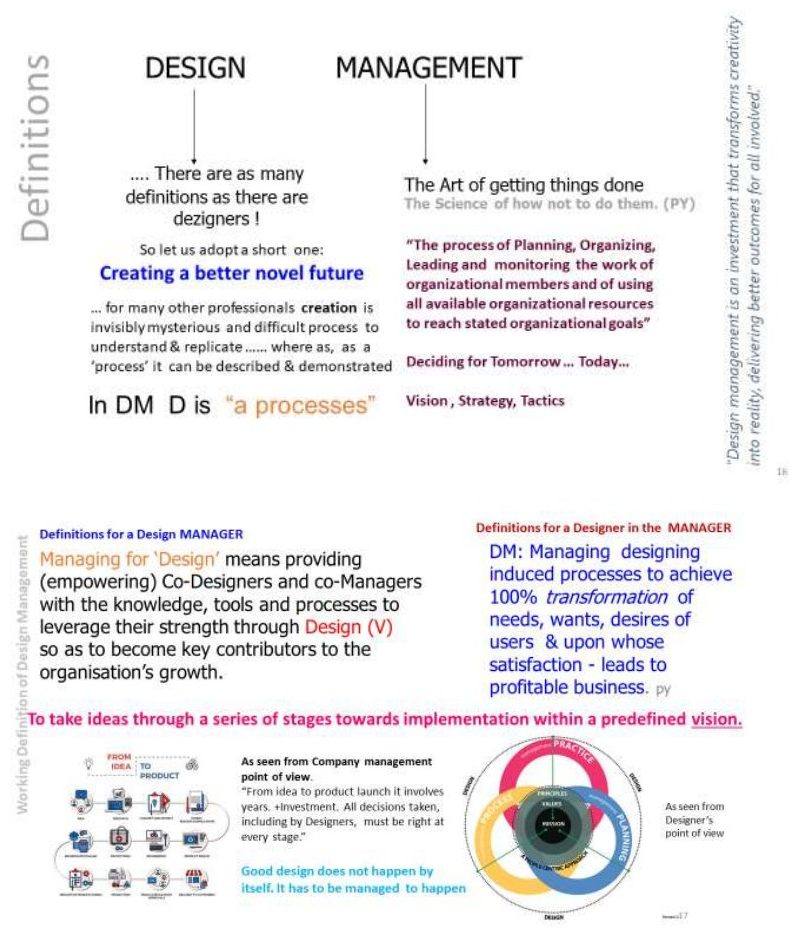 Definitions
DESIGN
MANAGEMENT
.... There are as many
definitions as there are
dezigners !
So let us adopt a short one:
Creating a better novel future
... for many other professionals creation is
invisibly mysterious and difficult process to
understand & replicate ...... where as, as a
'process' it can be described & demonstrated
In DM D is "a processes"
The Art of getting things done
The Science of how not to do them. (PY)
"The process of Planning, Organizing,
Leading and monitoring the work of
organizational members and of using
all available organizational resources
to reach stated organizational goals"
Deciding for Tomorrow ... Today...
Vision , Strategy, Tactics
"Design management is an investment that transforms creativity
into reality, delivering better outcomes for all involved."
16
Working Definition of Design Management
Definitions for a Design MANAGER
Managing for 'Design' means providing
(empowering) Co-Designers and co-Managers
with the knowledge, tools and processes to
leverage their strength through Design (V)
so as to become key contributors to the
organisation's growth.
Definitions for a Designer in the MANAGER
DM: Managing designing
induced processes to achieve
100% transformation of
needs, wants, desires of
users & upon whose
satisfaction - leads to
profitable business. py
To take ideas through a series of stages towards implementation within a predefined vision.
FROM
IDEA TO
PRODUCT
As seen from Company management
point of view.
"From idea to product launch it involves
years. +Investment. All decisions taken,
including by Designers, must be right at
every stage."
Good design does not happen by
itself. It has to be managed to happen
DESIGN
DESIGN
PRACTICE
PROCESS
PLANNING
PRINCIPLES
VALUES
MISSION
A PEOPLE CENTRIC APPROACH
DESIGN
As seen from
Designer's
point of view
17